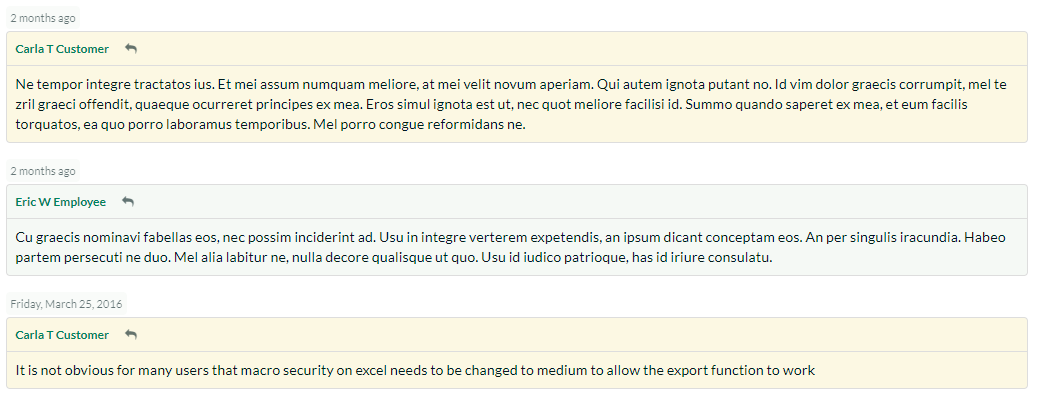 2 months ago
Carla T Customer
Ne tempor integre tractatos ius. Et mei assum numquam meliore, at mei velit novum aperiam. Qui autem ignota putant no. Id vim dolor graecis corrumpit, mel te
zril graeci offendit, quaeque ocurreret principes ex mea. Eros simul ignota est ut, nec quot meliore facilisi id. Summo quando saperet ex mea, et eum facilis
torquatos, ea quo porro laboramus temporibus. Mel porro congue reformidans ne.
2 months ago
Eric W Employee
Cu graecis nominavi fabellas eos, nec possim inciderint ad. Usu in integre verterem expetendis, an ipsum dicant conceptam eos. An per singulis iracundia. Habeo
partem persecuti ne duo. Mel alia labitur ne, nulla decore qualisque ut quo. Usu id iudico patrioque, has id iriure consulatu.
Friday, March 25, 2016
Carla T Customer
It is not obvious for many users that macro security on excel needs to be changed to medium to allow the export function to work